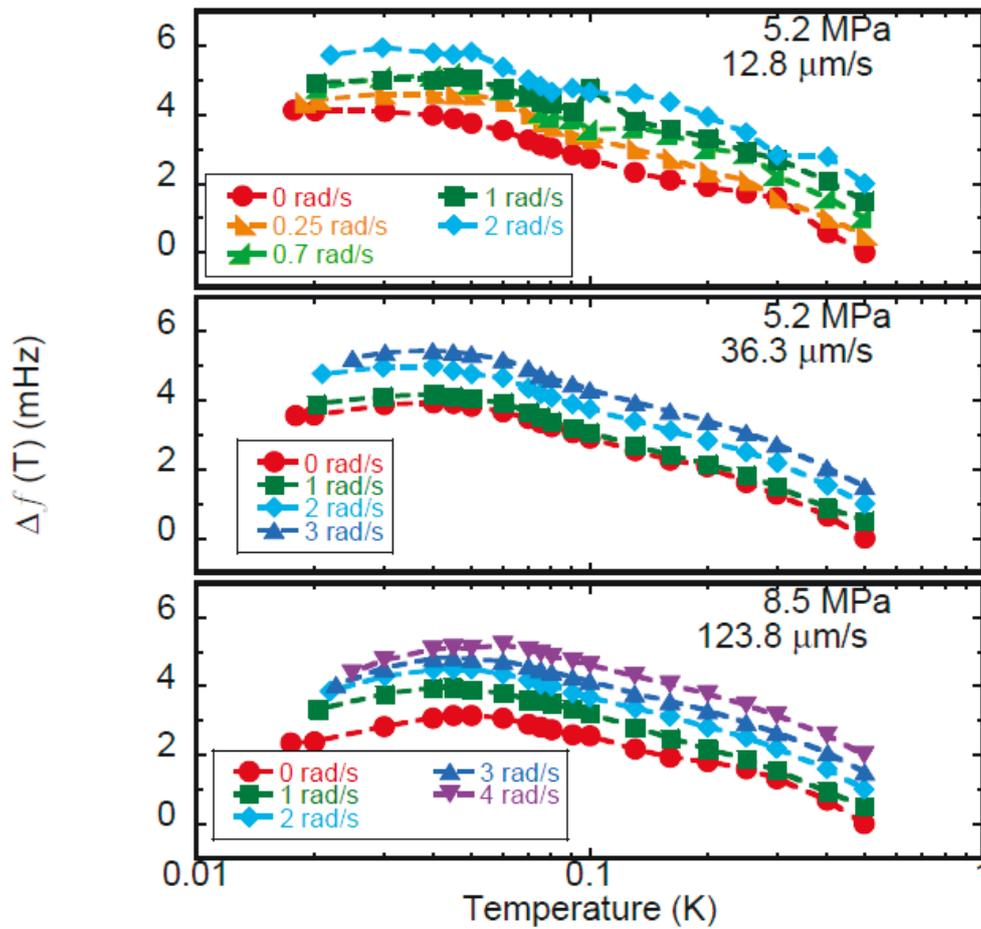 6
4
2
0
5.2 MPa
12.8 μm/s
0 rad/s
0.25 rad/s
0.7 rad/s
1 rad/s
2 rad/s
6
4
2
0
5.2 MPa
36.3 μm/s
0 rad/s
1 rad/s
2 rad/s
3 rad/s
6
4
2
0
8.5 MPa
123.8 μm/s
0 rad/s
1 rad/s
2 rad/s
3 rad/s
4 rad/s
Δf (T) (mHz)
0.01 0.1 1
Temperature (K)